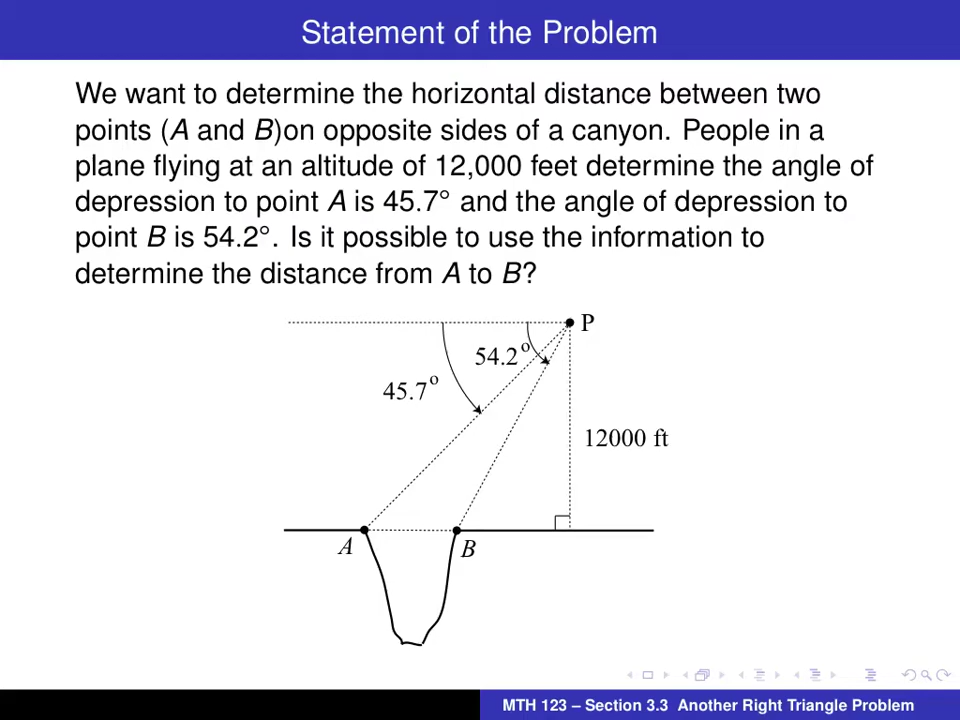 Statement of the Problem
We want to determine the horizontal distance between two
points (A and B)on opposite sides of a canyon. People in a
plane flying at an altitude of 12,000 feet determine the angle of
depression to point A is 45.7° and the angle of depression to
point B is 54.2°. Is it possible to use the information to
determine the distance from A to B?
P
54.2°
45.7°
12000 ft
A
B
MTH 123 – Section 3.3 Another Right Triangle Problem